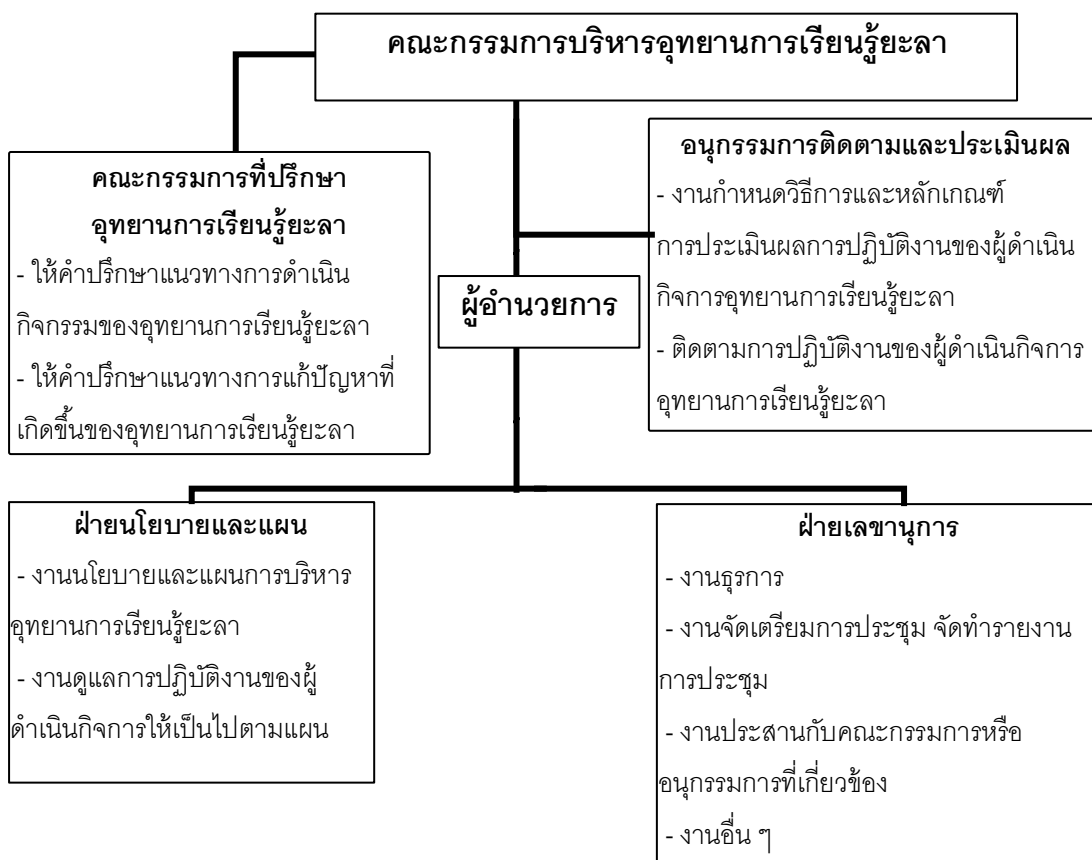 คณะกรรมการบริหารอุทยานการเรียนรู้ยะลา
คณะกรรมการที่ปรึกษา
อุทยานการเรียนรู้ยะลา
- ให้คำปรึกษาแนวทางการดำเนิน
กิจกรรมของอุทยานการเรียนรู้ยะลา
- ให้คำปรึกษาแนวทางการแก้ปัญหาที่
เกิดขึ้นของอุทยานการเรียนรู้ยะลา
อนุกรรมการติดตามและประเมินผล
- งานกำหนดวิธีการและหลักเกณฑ์
การประเมินผลการปฏิบัติงานของผู้ดำเนิน
กิจการอุทยานการเรียนรู้ยะลา
- ติดตามการปฏิบัติงานของผู้ดำเนินกิจการ
อุทยานการเรียนรู้ยะลา
ผู้อำนวยการ
ฝ่ายนโยบายและแผน
- งานนโยบายและแผนการบริหาร
อุทยานการเรียนรู้ยะลา
- งานดูแลการปฏิบัติงานของผู้
ดำเนินกิจการให้เป็นไปตามแผน
ฝ่ายเลขานุการ
- งานธุรการ
- งานจัดเตรียมการประชุม จัดทำรายงาน
การประชุม
- งานประสานกับคณะกรรมการหรือ
อนุกรรมการที่เกี่ยวข้อง
- งานอื่น ๆ